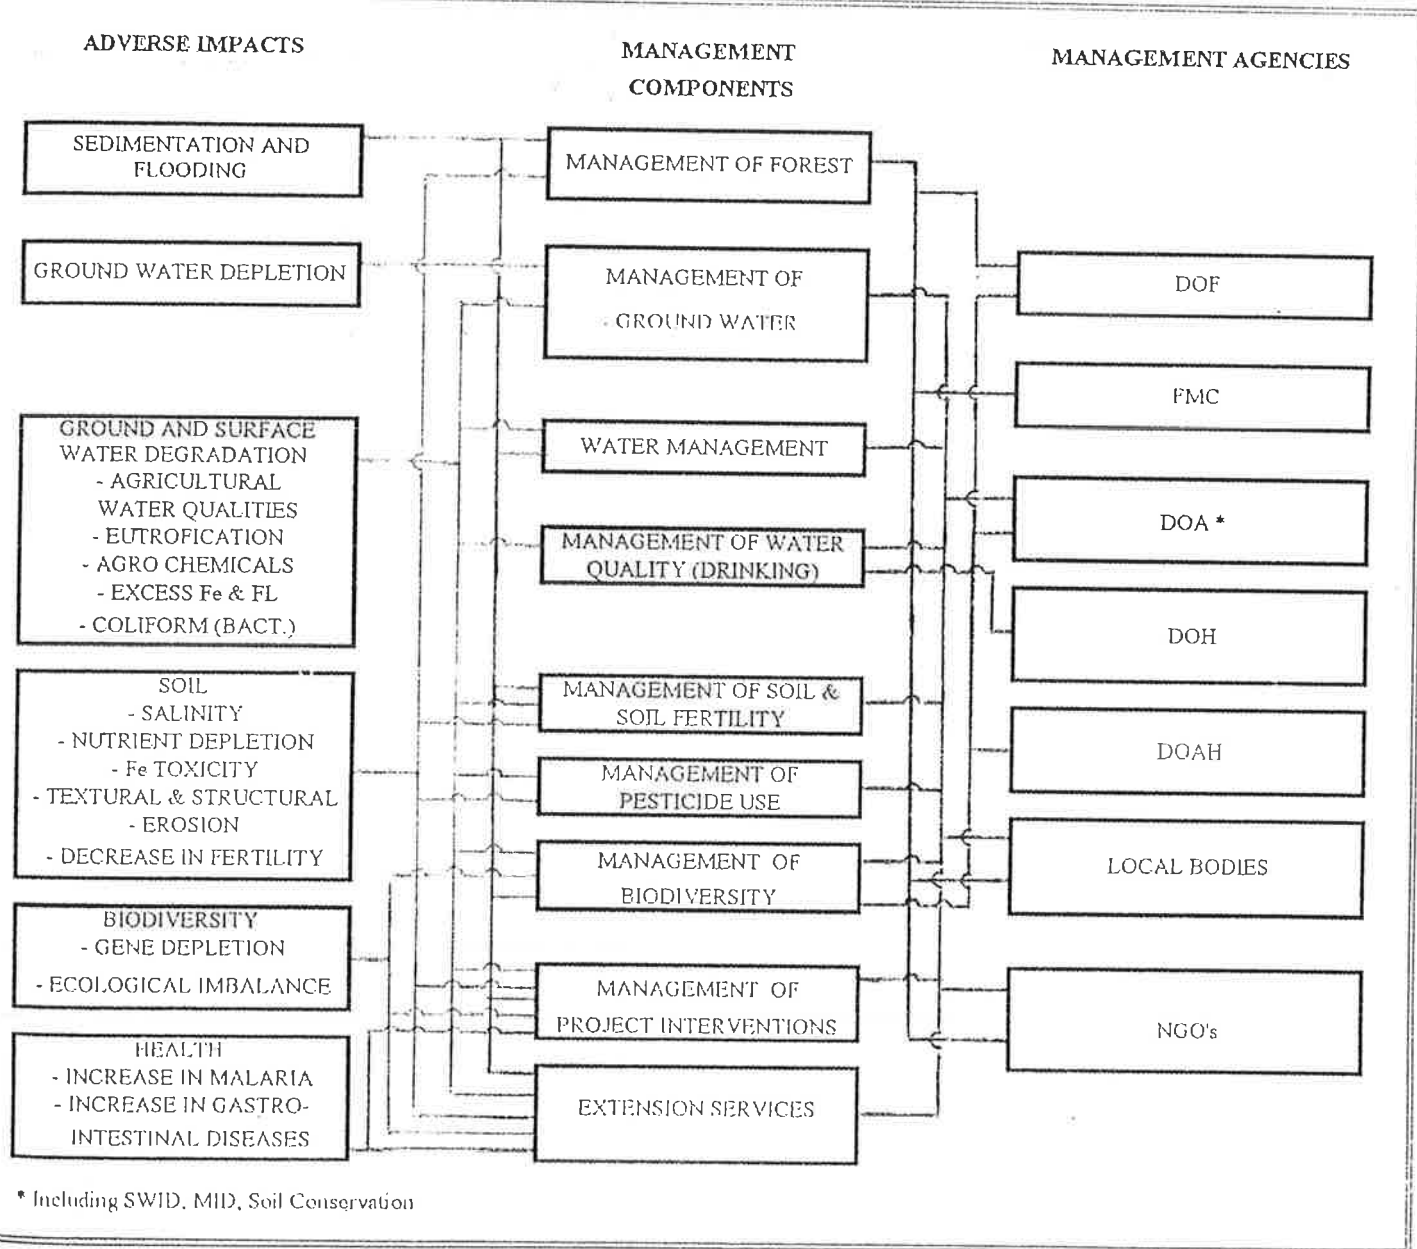 ADVERSE IMPACTS
MANAGEMENT
COMPONENTS
MANAGEMENT AGENCIES
SEDIMENTATION AND
FLOODING
GROUND WATER DEPLETION
GROUND AND SURFACE
WATER DEGRADATION
- AGRICULTURAL
WATER QUALITIES
- EUTROFICATION
- AGRO CHEMICALS
- EXCESS Fe & FL
- COLIFORM (BACT.)
SOIL
- SALINITY
- NUTRIENT DEPLETION
- Fe TOXICITY
- TEXTURAL & STRUCTURAL
- EROSION
- DECREASE IN FERTILITY
BIODIVERSITY
- GENE DEPLETION
- ECOLOGICAL IMBALANCE
HEALTH
- INCREASE IN MALARIA
- INCREASE IN GASTRO-
INTESTINAL DISEASES
MANAGEMENT OF FOREST
MANAGEMENT OF
- GROUND WATER
WATER MANAGEMENT
MANAGEMENT OF WATER
QUALITY (DRINKING)
MANAGEMENT OF SOIL &
SOIL FERTILITY
MANAGEMENT OF
PESTICIDE USE
MANAGEMENT OF
BIODIVERSITY
MANAGEMENT OF
PROJECT INTERVENTIONS
EXTENSION SERVICES
DOF
FMC
DOA *
DOH
DOAH
LOCAL BODIES
NGO's
* Including SWID, MID, Soil Conservation